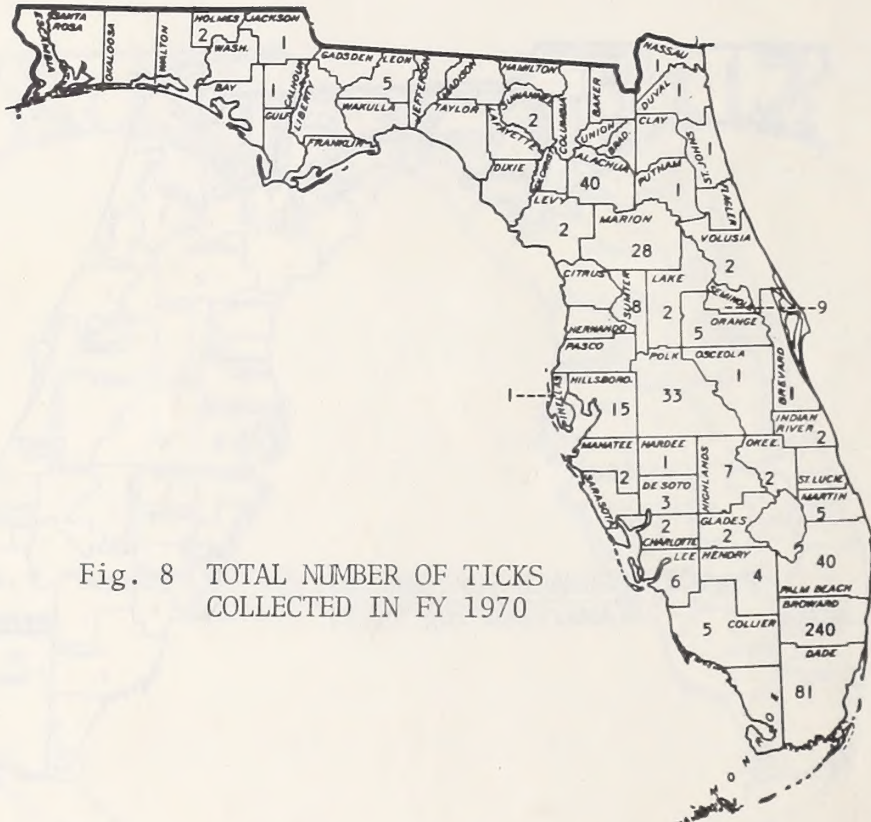 HOLMES JACKSON
SANTA ROSA
ESCAMBIA
OKALOOSA
WALTON
2
WASH.
1
BAY
1
CALHOUN
GULF
LIBERTY
GADSDEN LEON
5
WAKULLA
FRANKLIN
JEFFERSON
MADISON
TAYLOR
HAMILTON
SUWANNEE
2
LAFAYETTE
DIXIE
COLUMBIA
BAKER
NASSAU
1
DUVAL
1
UNION
BRAD.
CLAY
ST. JOHNS
1
ALACHUA
40
GILCHRIST
PUTNAM
1
FLAGLER
LEVY
2
MARION
28
VOLUSIA
2
CITRUS
SUMTER
8
LAKE
2
SEMINOLE
9
5
ORANGE
HERNANDO
PASCO
POLK
33
OSCEOLA
1
BREVARD
1
1
PINELLAS
HILLSBORO.
15
INDIAN RIVER
2
MANATEE
2
HARDEE
1
HIGHLANDS
7
OKEE.
2
ST. LUCIE
SARASOTA
DE SOTO
3
MARTIN
5
2
CHARLOTTE
GLADES
2
LEE
6
HENDRY
4
40
PALM BEACH
5
COLLIER
BROWARD
240
DADE
81
MONROE
Fig. 8 TOTAL NUMBER OF TICKS
COLLECTED IN FY 1970